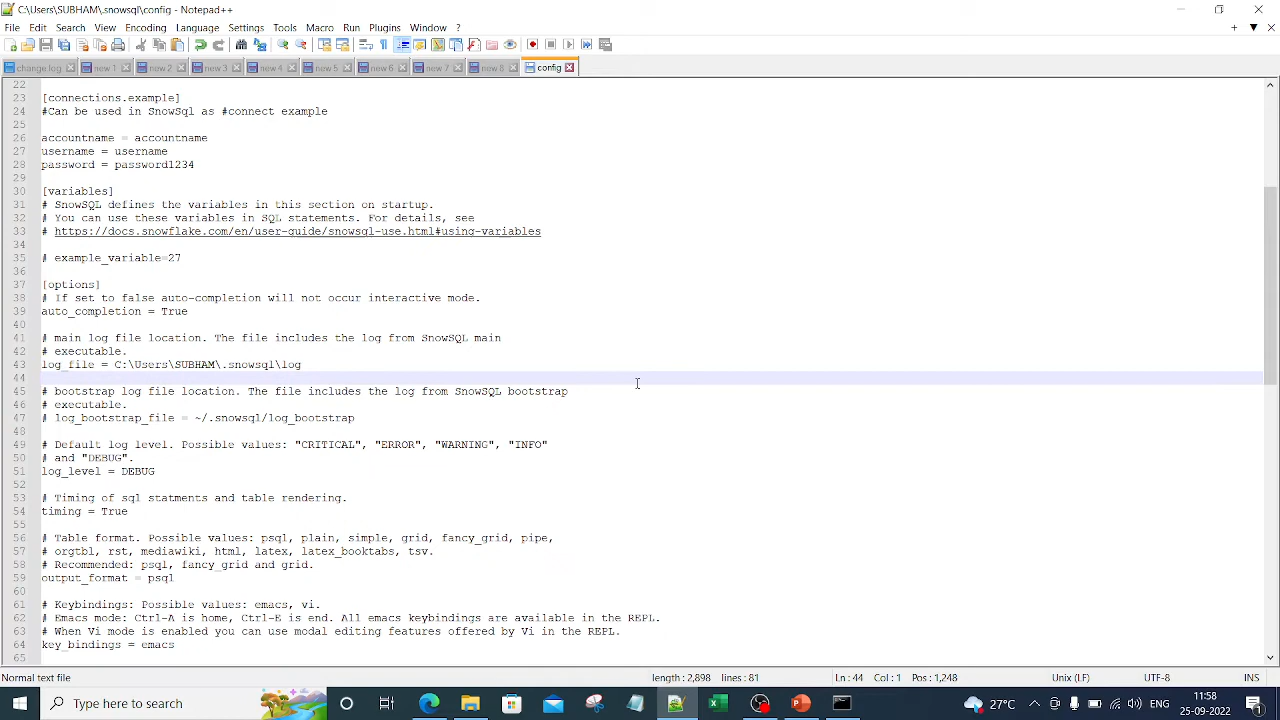 C:\Users\SUBHAM\.snowsql\config - Notepad++
File Edit Search View Encoding Language Settings Tools Macro Run Plugins Window ?
change.log new 1 new 2 new 3 new 4 new 5 new 6 new 7 new 8 config
22
23 [connections.example]
24 #Can be used in SnowSql as #connect example
25
26 accountname = accountname
27 username = username
28 password = password1234
29
30 [variables]
31 # SnowSQL defines the variables in this section on startup.
32 # You can use these variables in SQL statements. For details, see
33 # https://docs.snowflake.com/en/user-guide/snowsql-use.html#using-variables
34
35 # example_variable=27
36
37 [options]
38 # If set to false auto-completion will not occur interactive mode.
39 auto_completion = True
40
41 # main log file location. The file includes the log from SnowSQL main
42 # executable.
43 log_file = C:\Users\SUBHAM\.snowsql\log
44
45 # bootstrap log file location. The file includes the log from SnowSQL bootstrap
46 # executable.
47 # log_bootstrap_file = ~/.snowsql/log_bootstrap
48
49 # Default log level. Possible values: "CRITICAL", "ERROR", "WARNING", "INFO"
50 # and "DEBUG".
51 log_level = DEBUG
52
53 # Timing of sql statments and table rendering.
54 timing = True
55
56 # Table format. Possible values: psql, plain, simple, grid, fancy_grid, pipe,
57 # orgtbl, rst, mediawiki, html, latex, latex_booktabs, tsv.
58 # Recommended: psql, fancy_grid and grid.
59 output_format = psql
60
61 # Keybindings: Possible values: emacs, vi.
62 # Emacs mode: Ctrl-A is home, Ctrl-E is end. All emacs keybindings are available in the REPL.
63 # When Vi mode is enabled you can use modal editing features offered by Vi in the REPL.
64 key_bindings = emacs
65
Normal text file length: 2,898 lines: 81 Ln: 44 Col: 1 Pos: 1,248 Unix (LF) UTF-8 INS
Type here to search 27°C ENG 11:58
25-09-2022